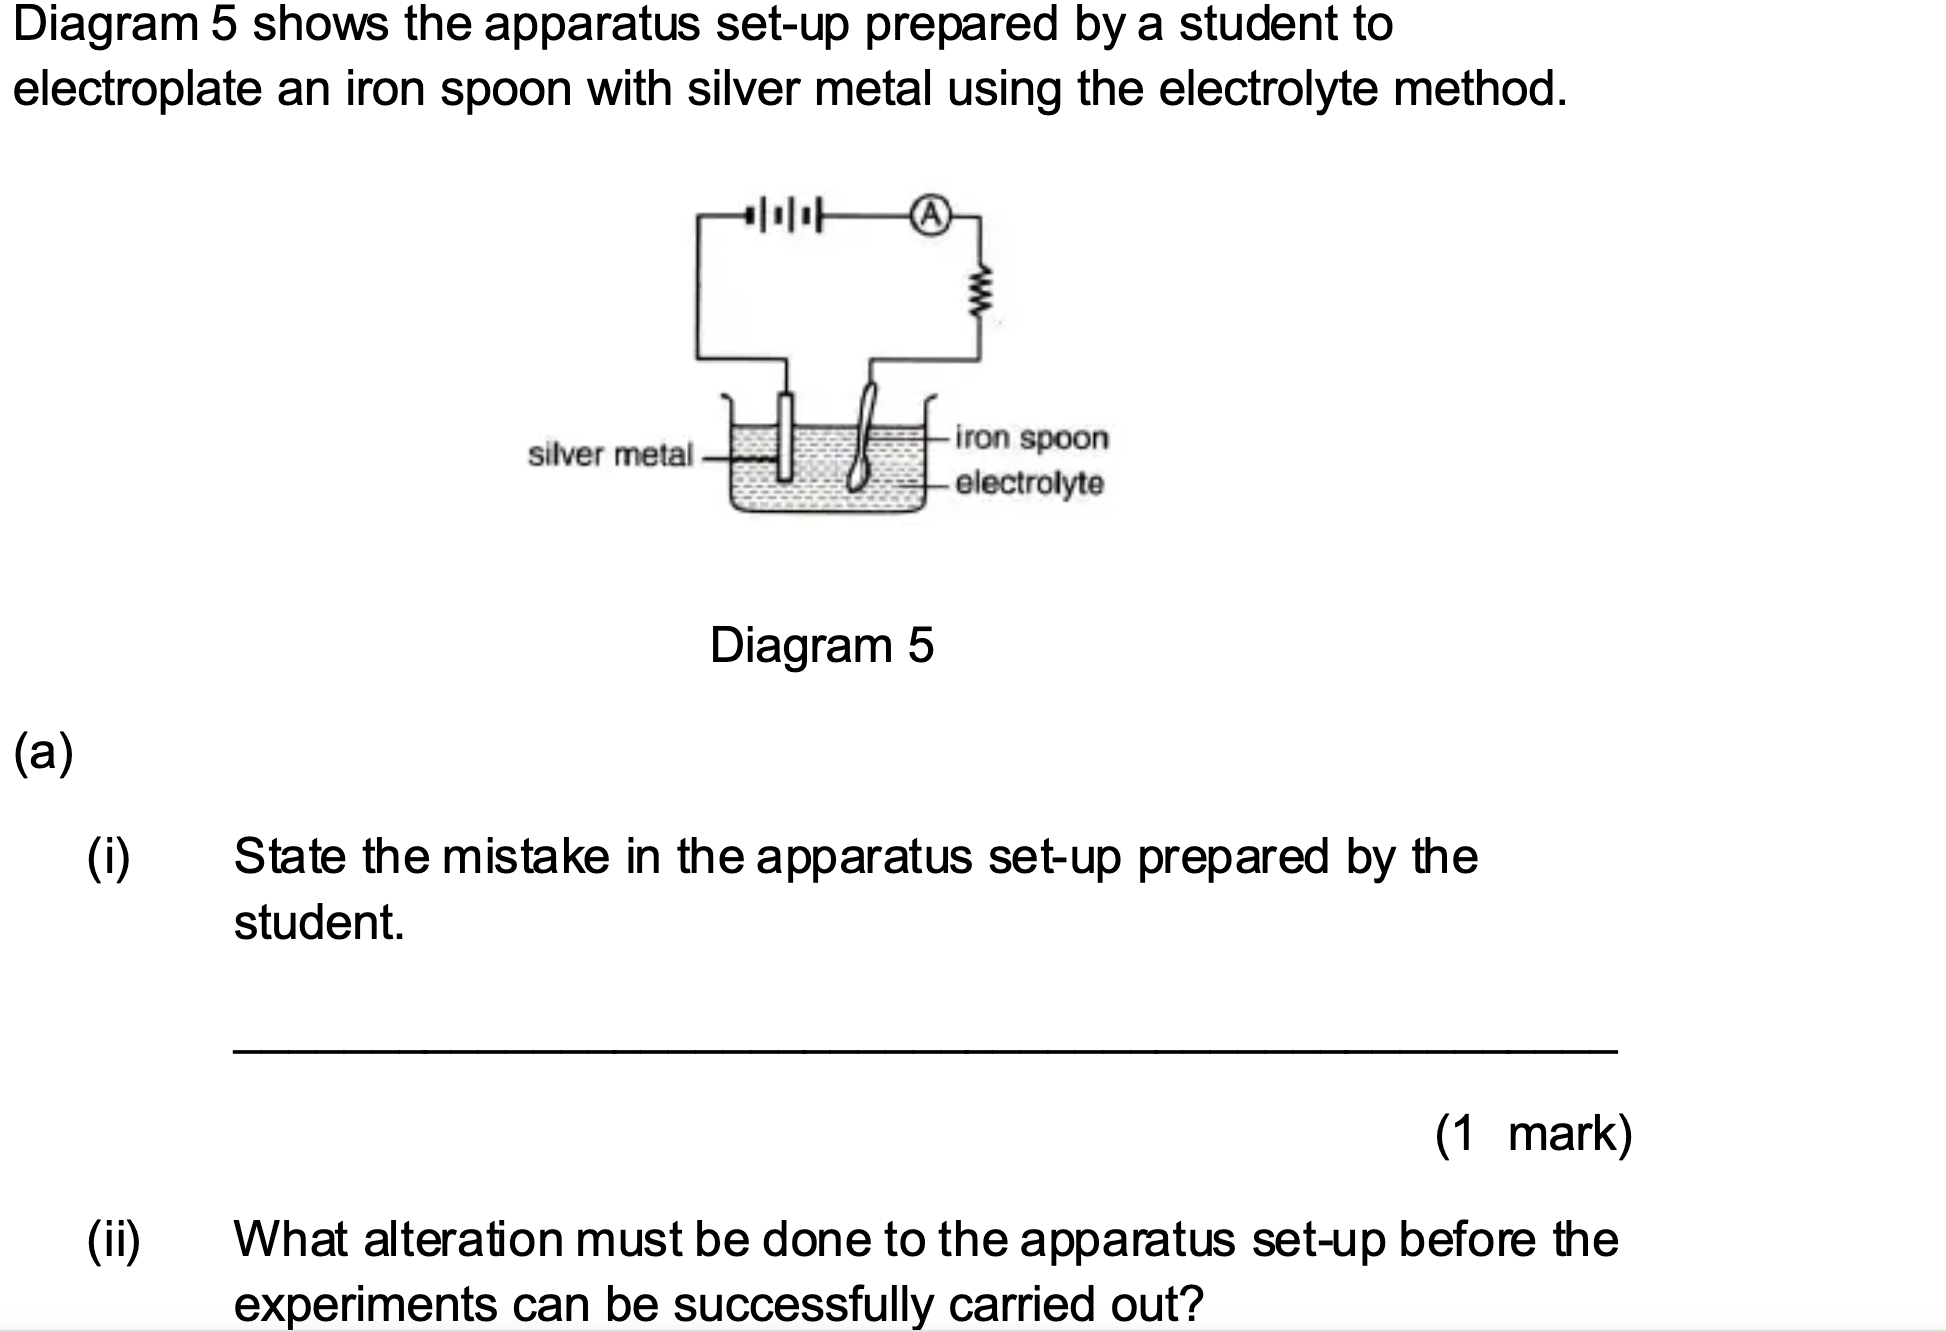 Diagram 5 shows the apparatus set-up prepared by a student to
electroplate an iron spoon with silver metal using the electrolyte method.
A
silver metal
iron spoon
electrolyte
Diagram 5
(a)
(i) State the mistake in the apparatus set-up prepared by the
student.
(1 mark)
(ii) What alteration must be done to the apparatus set-up before the
experiments can be successfully carried out?